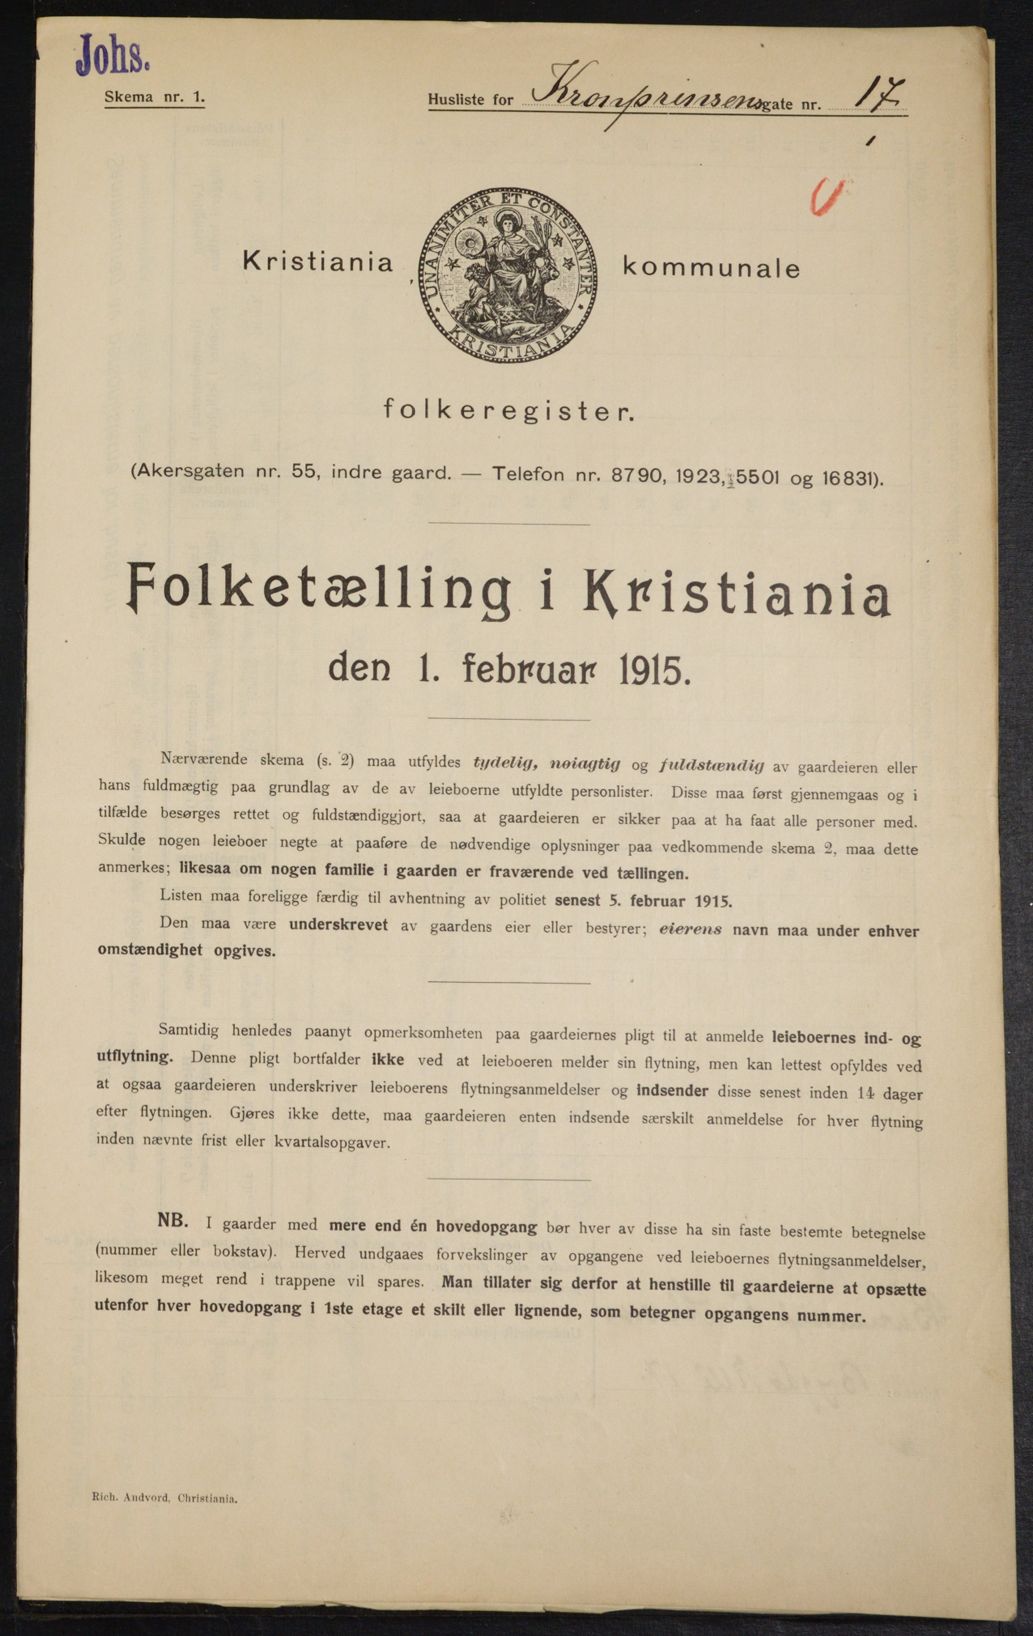 Johs.
Skema nr. 1.
Husliste for Kronprinsensgate nr. 17
UNANIMITER ET CONSTANTER
KRISTIANIA
Kristiania kommunale
folkeregister.
(Akersgaten nr. 55, indre gaard. — Telefon nr. 8790, 1923, 5501 og 16831).
Folketælling i Kristiania
den 1. februar 1915.
Nærværende skema (s. 2) maa utfyldes tydelig, nøiagtig og fuldstændig av gaardeieren eller
hans fuldmægtig paa grundlag av de av leieboerne utfyldte personlister. Disse maa først gjennemgaas og i
tilfælde besørges rettet og fuldstændiggjort, saa at gaardeieren er sikker paa at ha faat alle personer med.
Skulde nogen leieboer negte at paaføre de nødvendige oplysninger paa vedkommende skema 2, maa dette
anmerkes; likesaa om nogen familie i gaarden er fraværende ved tællingen.
Listen maa foreligge færdig til avhentning av politiet senest 5. februar 1915.
Den maa være underskrevet av gaardens eier eller bestyrer; eierens navn maa under enhver
omstændighet opgives.
Samtidig henledes paanyt opmerksomheten paa gaardeiernes pligt til at anmelde leieboernes ind- og
utflytning. Denne pligt bortfalder ikke ved at leieboeren melder sin flytning, men kan lettest opfyldes ved
at ogsaa gaardeieren underskriver leieboerens flytningsanmeldelser og indsender disse senest inden 14 dager
efter flytningen. Gjøres ikke dette, maa gaardeieren enten indsende særskilt anmeldelse for hver flytning
inden nævnte frist eller kvartalsopgaver.
NB. I gaarder med mere end én hovedopgang bør hver av disse ha sin faste bestemte betegnelse
(nummer eller bokstav). Herved undgaaes forvekslinger av opgangene ved leieboernes flytningsanmeldelser,
likesom meget rend i trappene vil spares. Man tillater sig derfor at henstille til gaardeierne at opsætte
utenfor hver hovedopgang i 1ste etage et skilt eller lignende, som betegner opgangens nummer.
Rich. Andvord, Christiania.